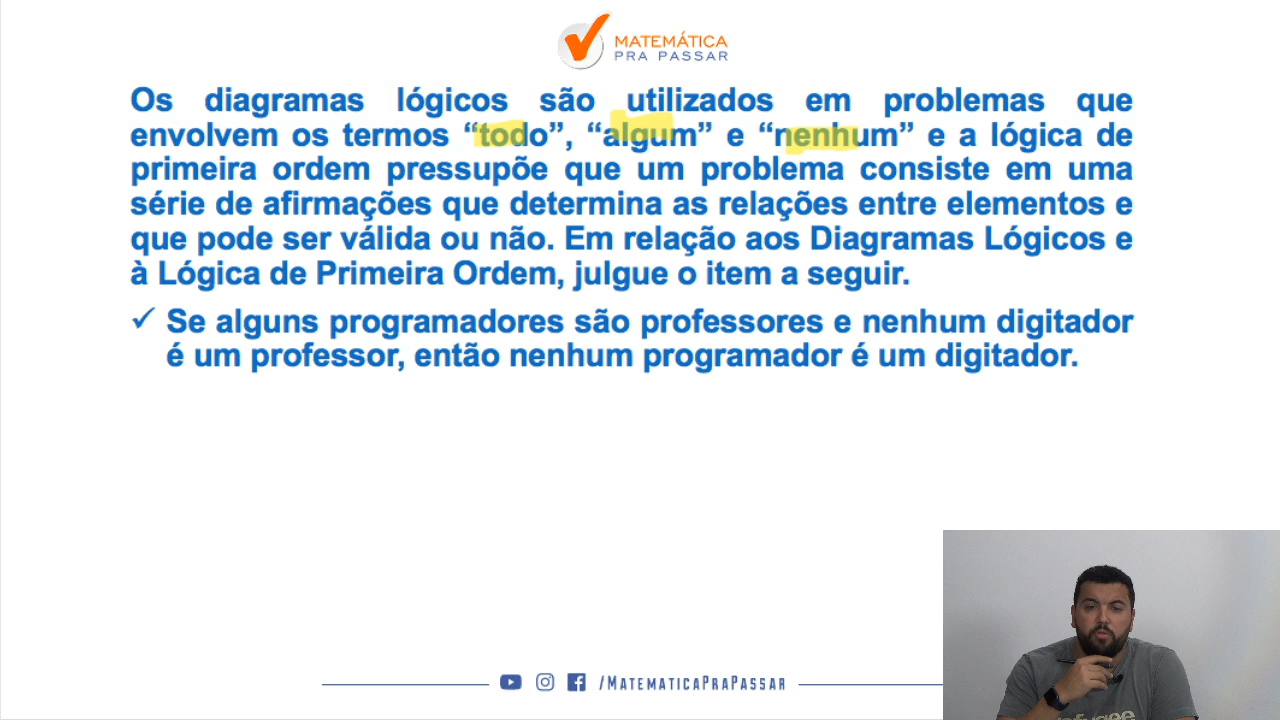 MATEMÁTICA
PRA PASSAR
Os diagramas lógicos são utilizados em problemas que
envolvem os termos “todo”, “algum” e “nenhum” e a lógica de
primeira ordem pressupõe que um problema consiste em uma
série de afirmações que determina as relações entre elementos e
que pode ser válida ou não. Em relação aos Diagramas Lógicos e
à Lógica de Primeira Ordem, julgue o item a seguir.
✓ Se alguns programadores são professores e nenhum digitador
é um professor, então nenhum programador é um digitador.
/MATEMATICAPRAPASSAR